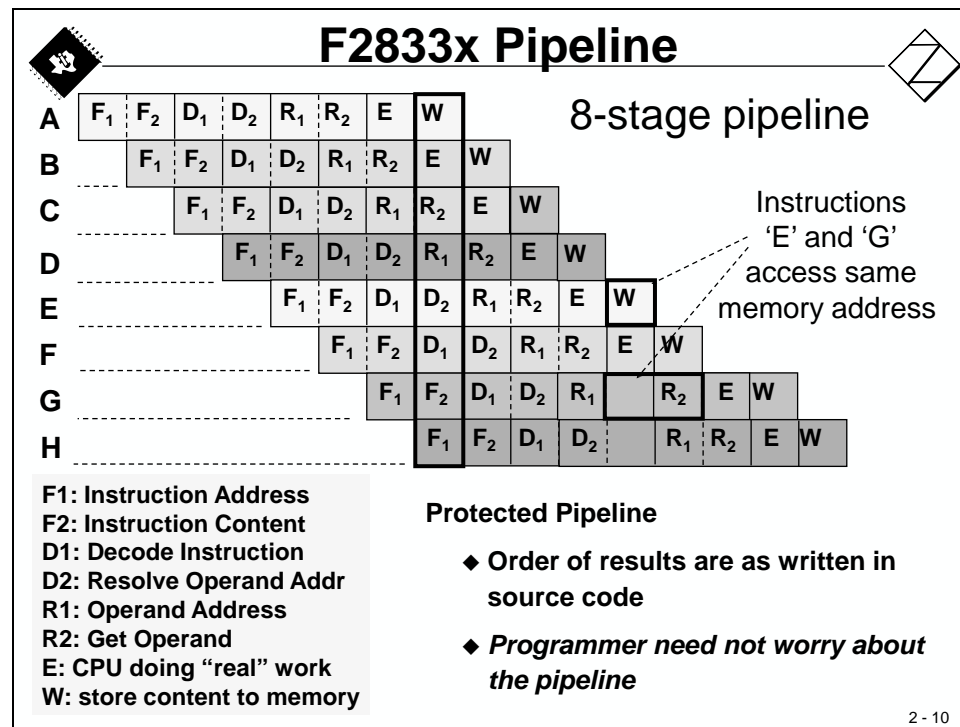 F2833x Pipeline
8-stage pipeline
A F₁ F₂ D₁ D₂ R₁ R₂ E W
B F₁ F₂ D₁ D₂ R₁ R₂ E W
C F₁ F₂ D₁ D₂ R₁ R₂ E W
D F₁ F₂ D₁ D₂ R₁ R₂ E W
E F₁ F₂ D₁ D₂ R₁ R₂ E W
F F₁ F₂ D₁ D₂ R₁ R₂ E W
G F₁ F₂ D₁ D₂ R₁ R₂ E W
H F₁ F₂ D₁ D₂ R₁ R₂ E W
Instructions
‘E’ and ‘G’
access same
memory address
F1: Instruction Address
F2: Instruction Content
D1: Decode Instruction
D2: Resolve Operand Addr
R1: Operand Address
R2: Get Operand
E: CPU doing “real” work
W: store content to memory
Protected Pipeline
◆ Order of results are as written in
source code
◆ Programmer need not worry about
the pipeline
2 - 10